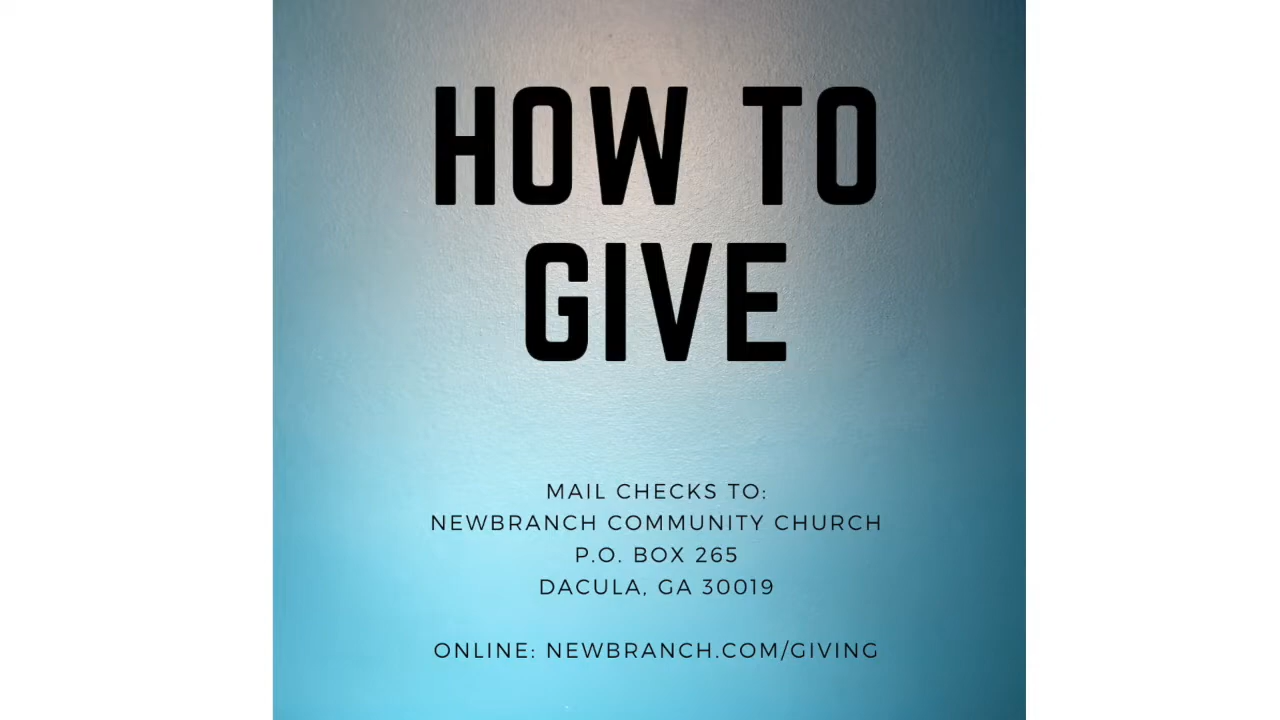 HOW TO
GIVE
MAIL CHECKS TO:
NEWBRANCH COMMUNITY CHURCH
P.O. BOX 265
DACULA, GA 30019
ONLINE: NEWBRANCH.COM/GIVING